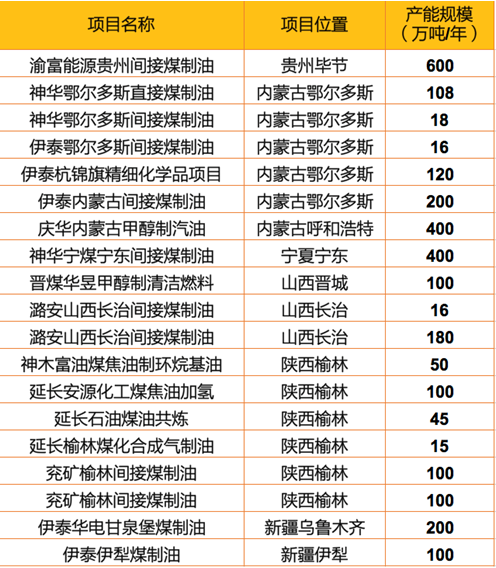 项目名称 项目位置 产能规模
（万吨/年）
渝富能源贵州间接煤制油 贵州毕节 600
神华鄂尔多斯直接煤制油 内蒙古鄂尔多斯 108
神华鄂尔多斯间接煤制油 内蒙古鄂尔多斯 18
伊泰鄂尔多斯间接煤制油 内蒙古鄂尔多斯 16
伊泰杭锦旗精细化学品项目 内蒙古鄂尔多斯 120
伊泰内蒙古间接煤制油 内蒙古鄂尔多斯 200
庆华内蒙古甲醇制汽油 内蒙古呼和浩特 400
神华宁煤宁东间接煤制油 宁夏宁东 400
晋煤华昱甲醇制清洁燃料 山西晋城 100
潞安山西长治间接煤制油 山西长治 16
潞安山西长治间接煤制油 山西长治 180
神木富油煤焦油制环烷基油 陕西榆林 50
延长安源化工煤焦油加氢 陕西榆林 100
延长石油煤油共炼 陕西榆林 45
延长榆林煤化合成气制油 陕西榆林 15
兖矿榆林间接煤制油 陕西榆林 100
兖矿榆林间接煤制油 陕西榆林 100
伊泰华电甘泉堡煤制油 新疆乌鲁木齐 200
伊泰伊犁煤制油 新疆伊犁 100